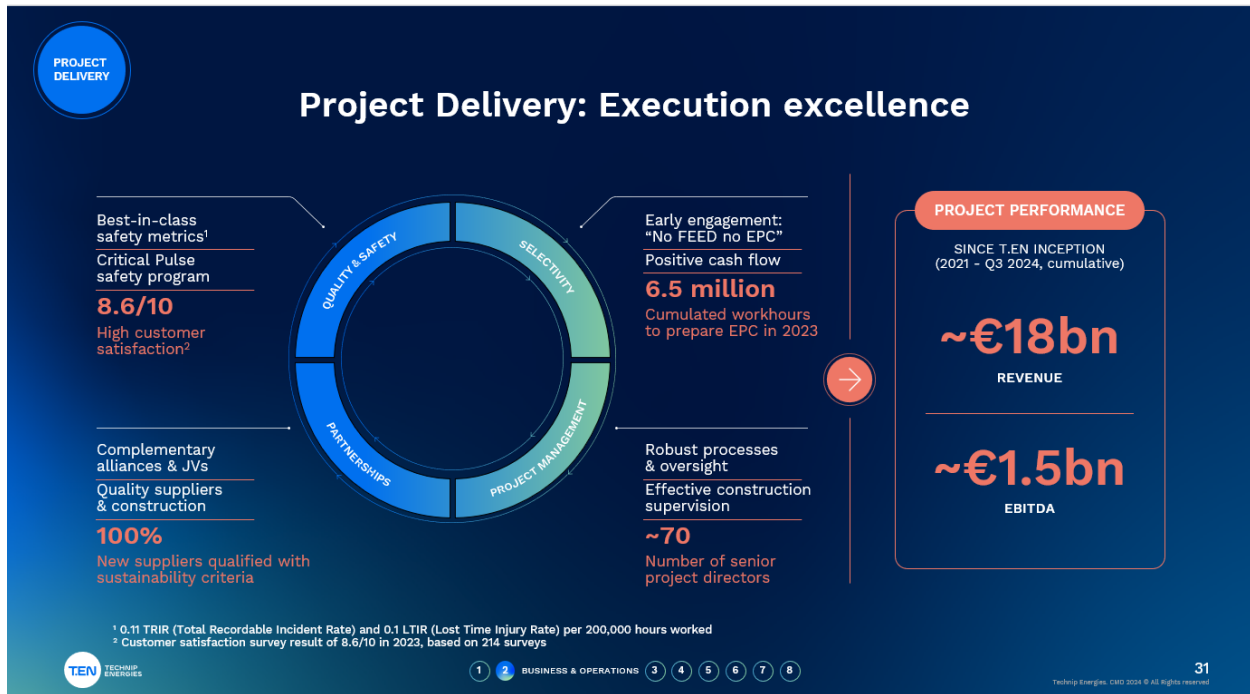 PROJECT
DELIVERY
Project Delivery: Execution excellence
Best-in-class
safety metrics¹
Critical Pulse
safety program
8.6/10
High customer
satisfaction²
QUALITY & SAFETY
SELECTIVITY
Early engagement:
“No FEED no EPC”
Positive cash flow
6.5 million
Cumulated workhours
to prepare EPC in 2023
Complementary
alliances & JVs
Quality suppliers
& construction
100%
New suppliers qualified with
sustainability criteria
PARTNERSHIPS
PROJECT MANAGEMENT
Robust processes
& oversight
Effective construction
supervision
~70
Number of senior
project directors
PROJECT PERFORMANCE
SINCE T.EN INCEPTION
(2021 - Q3 2024, cumulative)
~€18bn
REVENUE
~€1.5bn
EBITDA
¹ 0.11 TRIR (Total Recordable Incident Rate) and 0.1 LTIR (Lost Time Injury Rate) per 200,000 hours worked
² Customer satisfaction survey result of 8.6/10 in 2023, based on 214 surveys
T.EN TECHNIP
ENERGIES
1 2 BUSINESS & OPERATIONS 3 4 5 6 7 8
31
Technip Energies. CMD 2024 © All Rights reserved